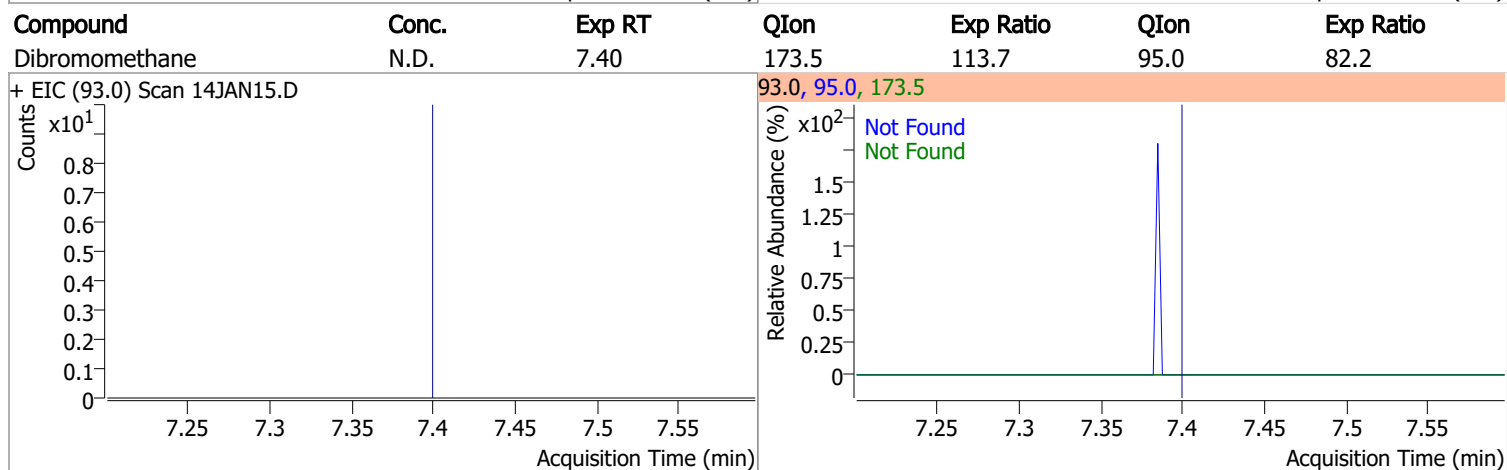 Compound Conc. Exp RT QIon Exp Ratio QIon Exp Ratio
Dibromomethane N.D. 7.40 173.5 113.7 95.0 82.2
+ EIC (93.0) Scan 14JAN15.D
Counts
x10¹
0.8
0.7
0.6
0.5
0.4
0.3
0.2
0.1
0
7.25 7.3 7.35 7.4 7.45 7.5 7.55
Acquisition Time (min)
93.0, 95.0, 173.5
Relative Abundance (%)
x10²
Not Found
Not Found
1.5
1.25
1
0.75
0.5
0.25
0
7.25 7.3 7.35 7.4 7.45 7.5 7.55
Acquisition Time (min)